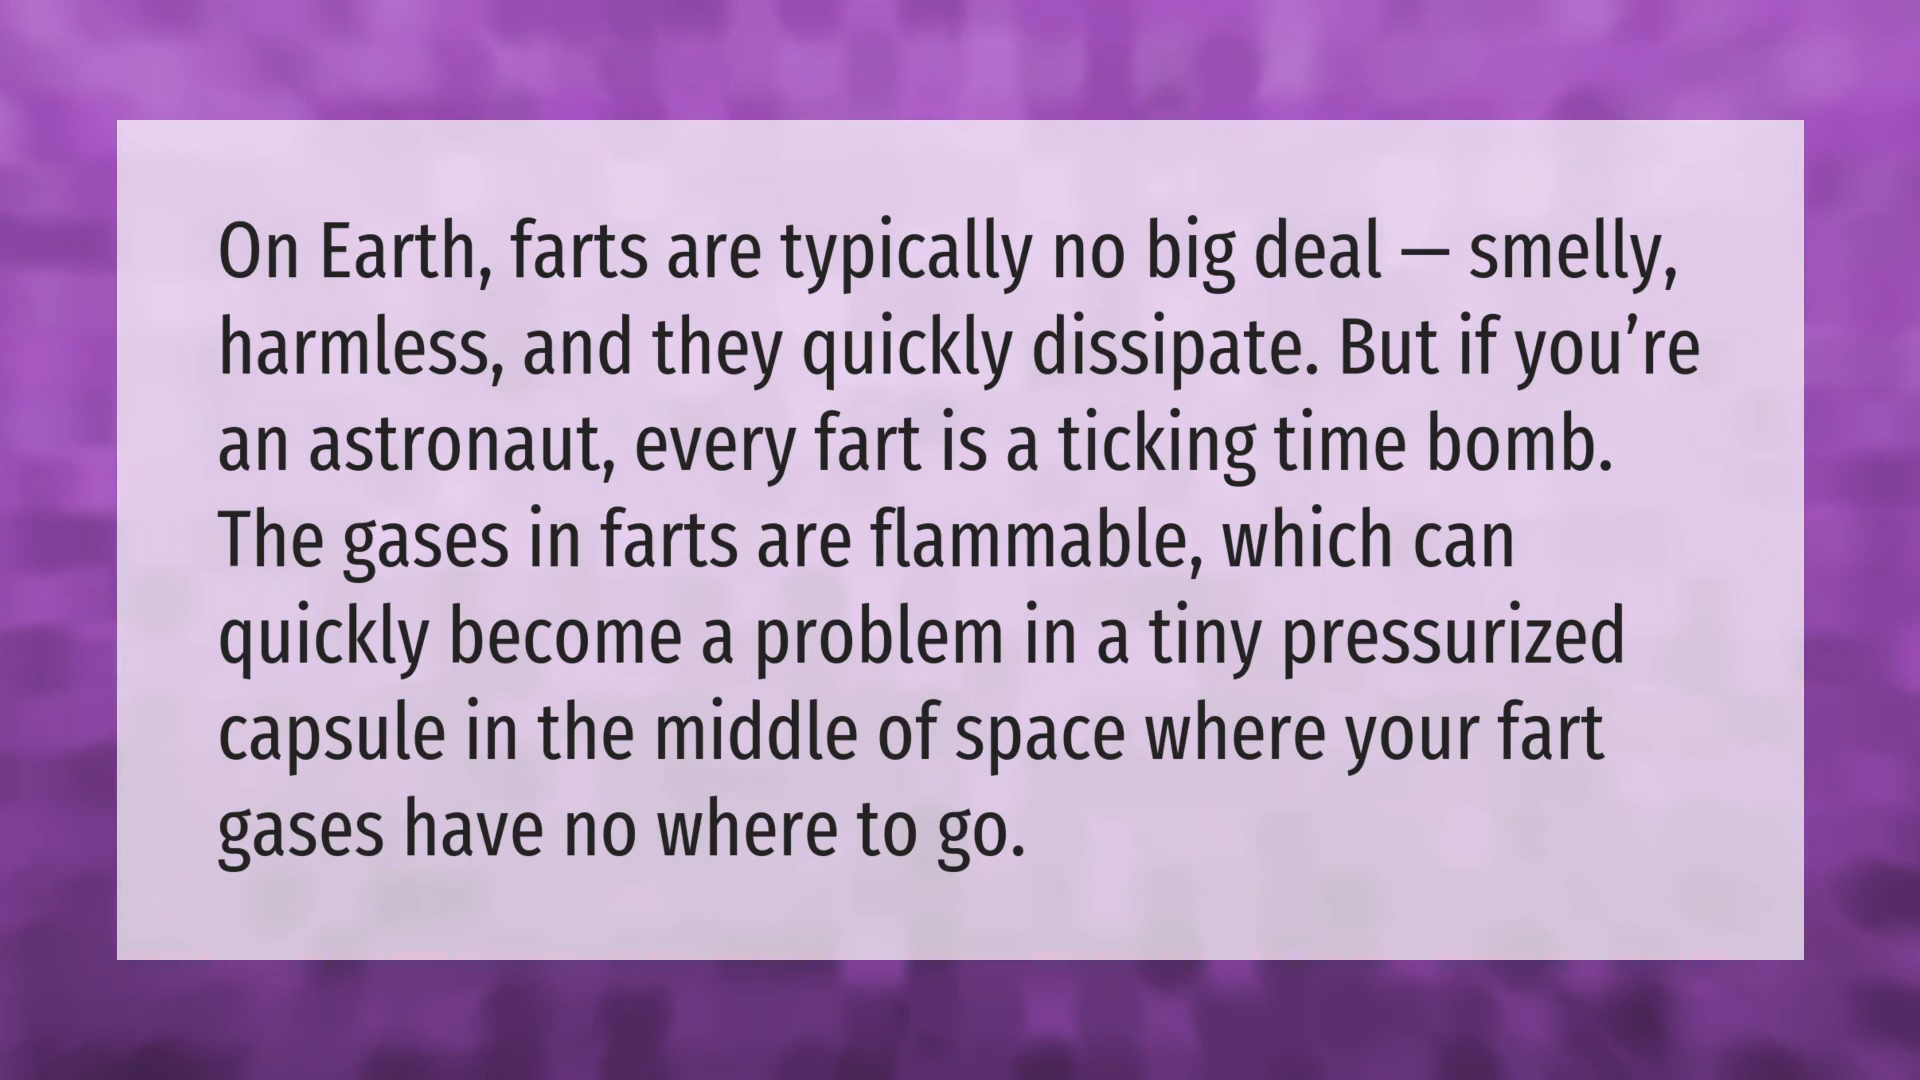 On Earth, farts are typically no big deal — smelly,
harmless, and they quickly dissipate. But if you’re
an astronaut, every fart is a ticking time bomb.
The gases in farts are flammable, which can
quickly become a problem in a tiny pressurized
capsule in the middle of space where your fart
gases have no where to go.